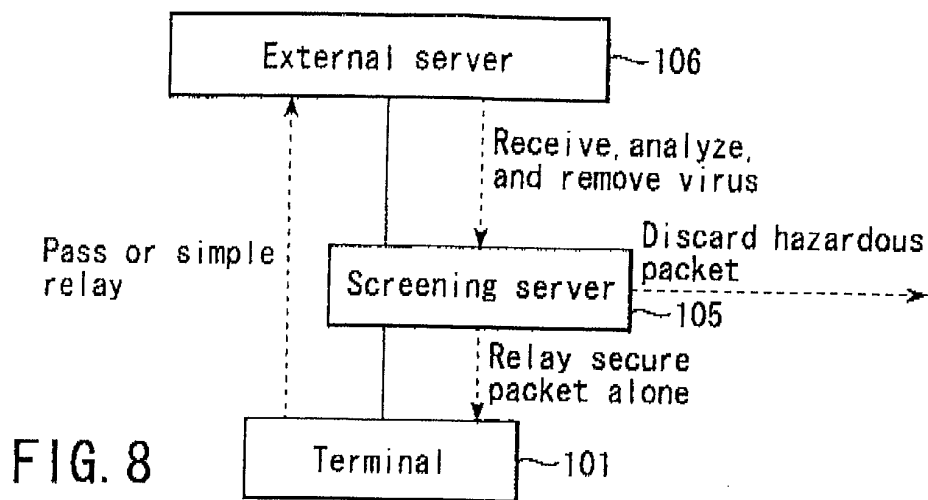 External server
106
Receive, analyze,
and remove virus
Pass or simple
relay
Discard hazardous
packet
Screening server
105
Relay secure
packet alone
Terminal
101
FIG. 8